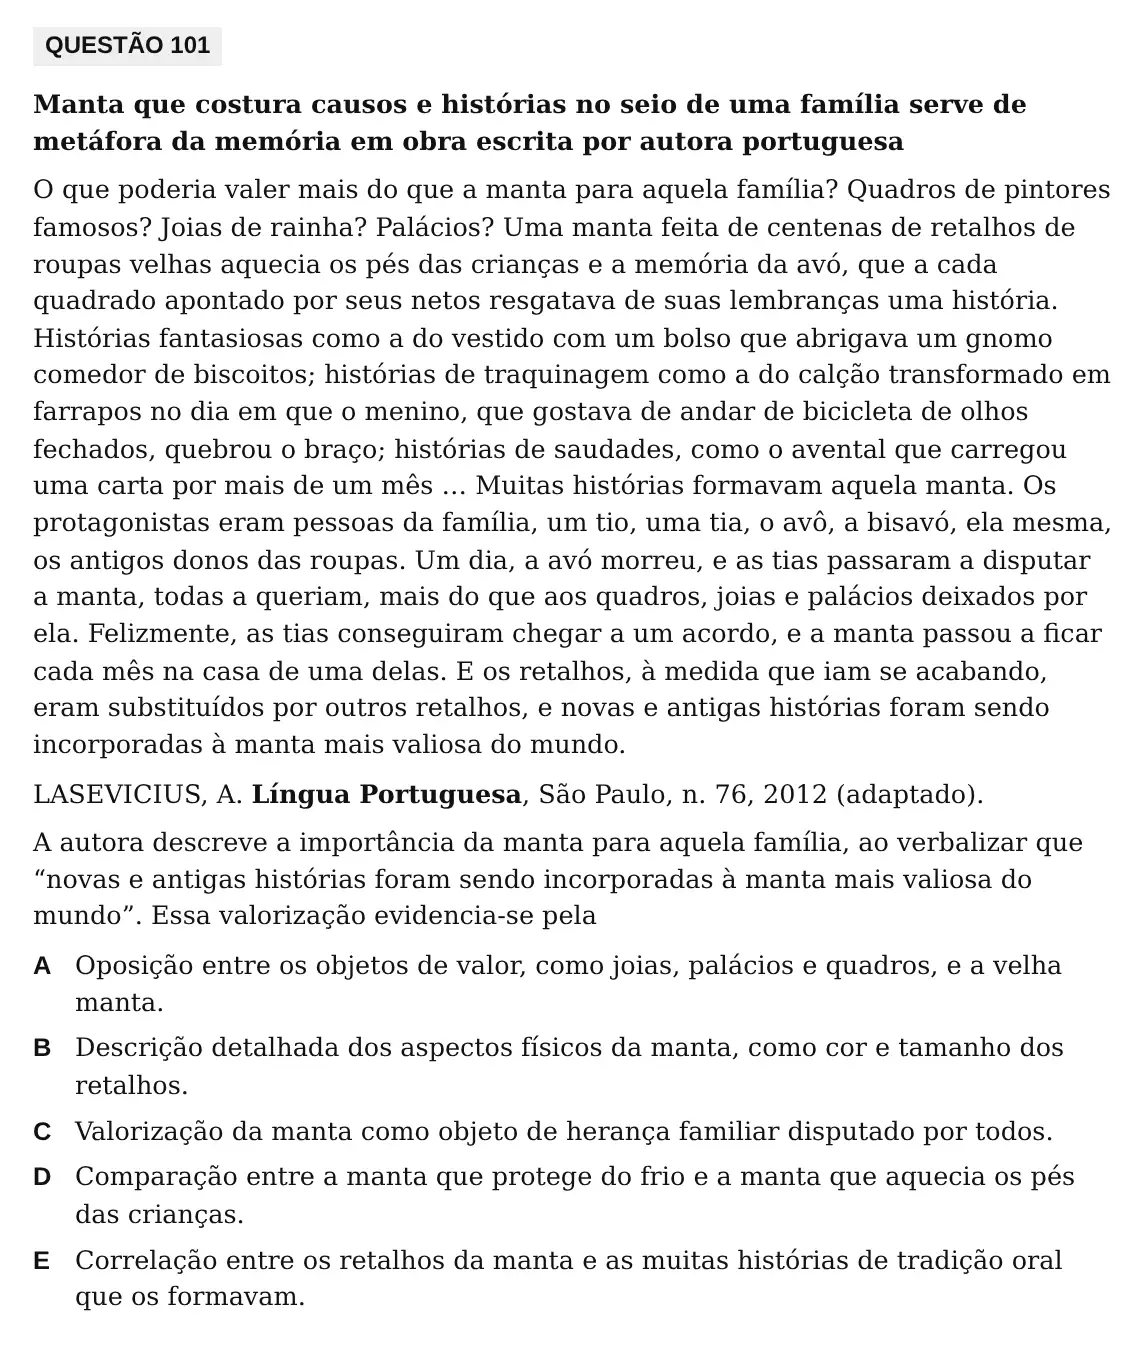 QUESTÃO 101
Manta que costura causos e histórias no seio de uma família serve de
metáfora da memória em obra escrita por autora portuguesa
O que poderia valer mais do que a manta para aquela família? Quadros de pintores
famosos? Joias de rainha? Palácios? Uma manta feita de centenas de retalhos de
roupas velhas aquecia os pés das crianças e a memória da avó, que a cada
quadrado apontado por seus netos resgatava de suas lembranças uma história.
Histórias fantasiosas como a do vestido com um bolso que abrigava um gnomo
comedor de biscoitos; histórias de traquinagem como a do calção transformado em
farrapos no dia em que o menino, que gostava de andar de bicicleta de olhos
fechados, quebrou o braço; histórias de saudades, como o avental que carregou
uma carta por mais de um mês ... Muitas histórias formavam aquela manta. Os
protagonistas eram pessoas da família, um tio, uma tia, o avô, a bisavó, ela mesma,
os antigos donos das roupas. Um dia, a avó morreu, e as tias passaram a disputar
a manta, todas a queriam, mais do que aos quadros, joias e palácios deixados por
ela. Felizmente, as tias conseguiram chegar a um acordo, e a manta passou a ficar
cada mês na casa de uma delas. E os retalhos, à medida que iam se acabando,
eram substituídos por outros retalhos, e novas e antigas histórias foram sendo
incorporadas à manta mais valiosa do mundo.
LASEVICIUS, A. Língua Portuguesa, São Paulo, n. 76, 2012 (adaptado).
A autora descreve a importância da manta para aquela família, ao verbalizar que
“novas e antigas histórias foram sendo incorporadas à manta mais valiosa do
mundo”. Essa valorização evidencia-se pela
A Oposição entre os objetos de valor, como joias, palácios e quadros, e a velha
manta.
B Descrição detalhada dos aspectos físicos da manta, como cor e tamanho dos
retalhos.
C Valorização da manta como objeto de herança familiar disputado por todos.
D Comparação entre a manta que protege do frio e a manta que aquecia os pés
das crianças.
E Correlação entre os retalhos da manta e as muitas histórias de tradição oral
que os formavam.